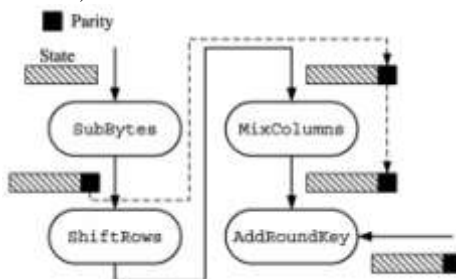 Parity
State
SubBytes
MixColumns
ShiftRows
AddRoundKey